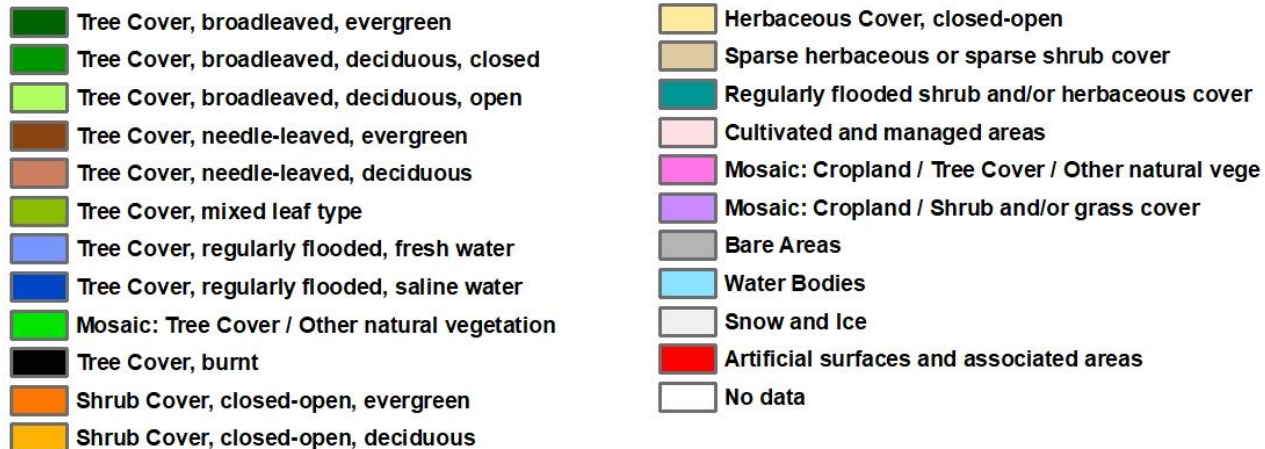 Tree Cover, broadleaved, evergreen
Tree Cover, broadleaved, deciduous, closed
Tree Cover, broadleaved, deciduous, open
Tree Cover, needle-leaved, evergreen
Tree Cover, needle-leaved, deciduous
Tree Cover, mixed leaf type
Tree Cover, regularly flooded, fresh water
Tree Cover, regularly flooded, saline water
Mosaic: Tree Cover / Other natural vegetation
Tree Cover, burnt
Shrub Cover, closed-open, evergreen
Shrub Cover, closed-open, deciduous
Herbaceous Cover, closed-open
Sparse herbaceous or sparse shrub cover
Regularly flooded shrub and/or herbaceous cover
Cultivated and managed areas
Mosaic: Cropland / Tree Cover / Other natural vege
Mosaic: Cropland / Shrub and/or grass cover
Bare Areas
Water Bodies
Snow and Ice
Artificial surfaces and associated areas
No data